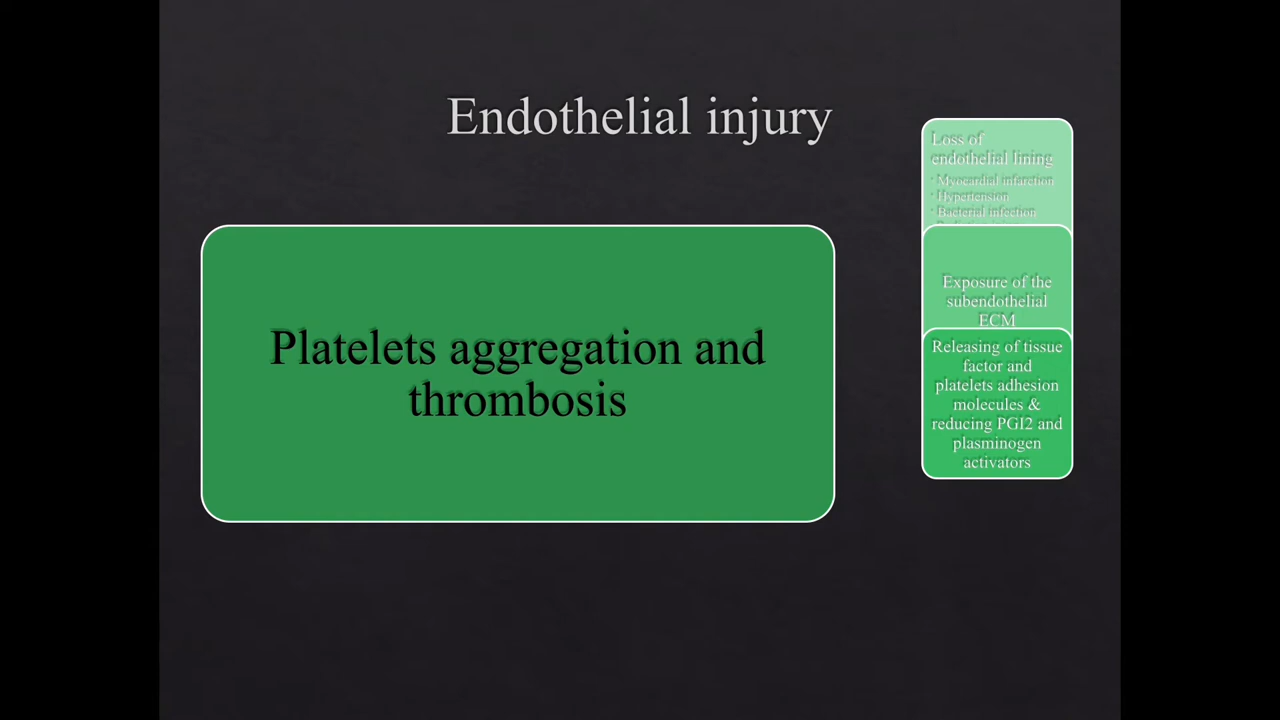 Endothelial injury
Platelets aggregation and
thrombosis
Loss of
endothelial lining
• Myocardial infarction
• Hypertension
• Bacterial infection
Exposure of the
subendothelial
ECM
Releasing of tissue
factor and
platelets adhesion
molecules &
reducing PGI2 and
plasminogen
activators